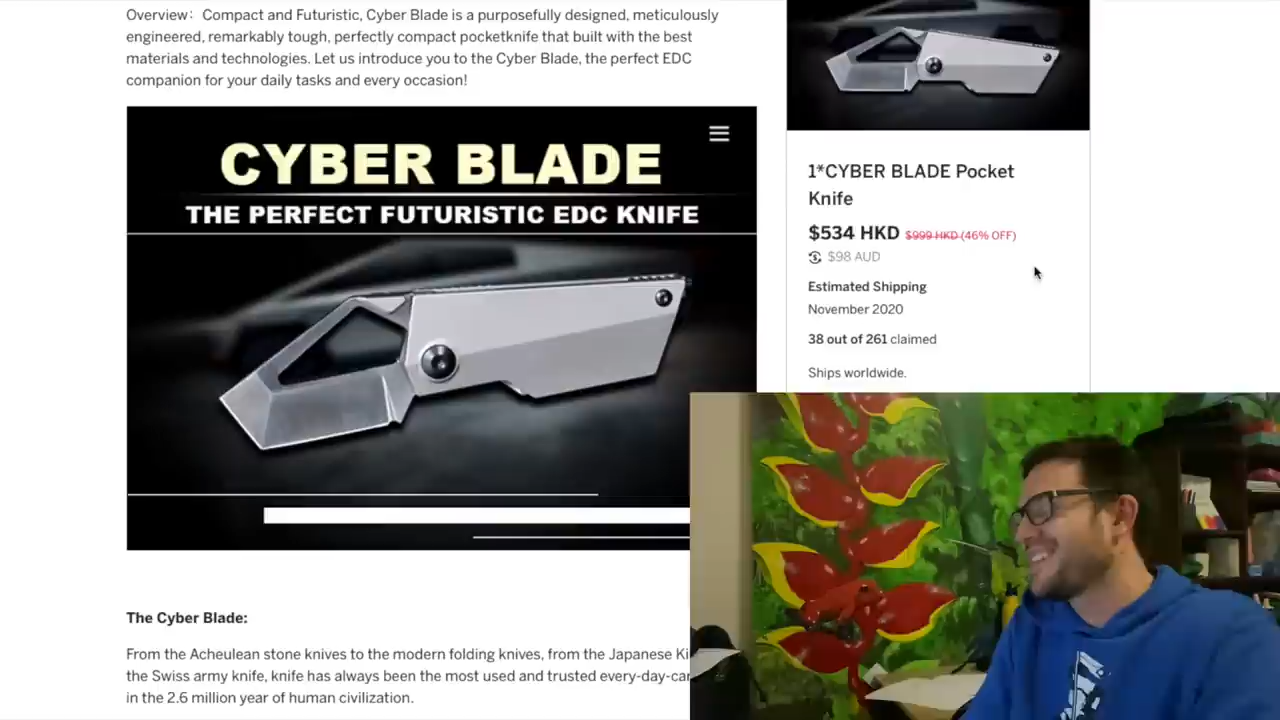 Overview： Compact and Futuristic, Cyber Blade is a purposefully designed, meticulously
engineered, remarkably tough, perfectly compact pocketknife that built with the best
materials and technologies. Let us introduce you to the Cyber Blade, the perfect EDC
companion for your daily tasks and every occasion!
CYBER BLADE
THE PERFECT FUTURISTIC EDC KNIFE
The Cyber Blade:
From the Acheulean stone knives to the modern folding knives, from the Japanese
the Swiss army knife, knife has always been the most used and trusted
in the 2.6 million year of human civilization.
1*CYBER BLADE Pocket
Knife
$534 HKD $999 HKD (46% OFF)
$98 AUD
Estimated Shipping
November 2020
38 out of 261 claimed
Ships worldwide.